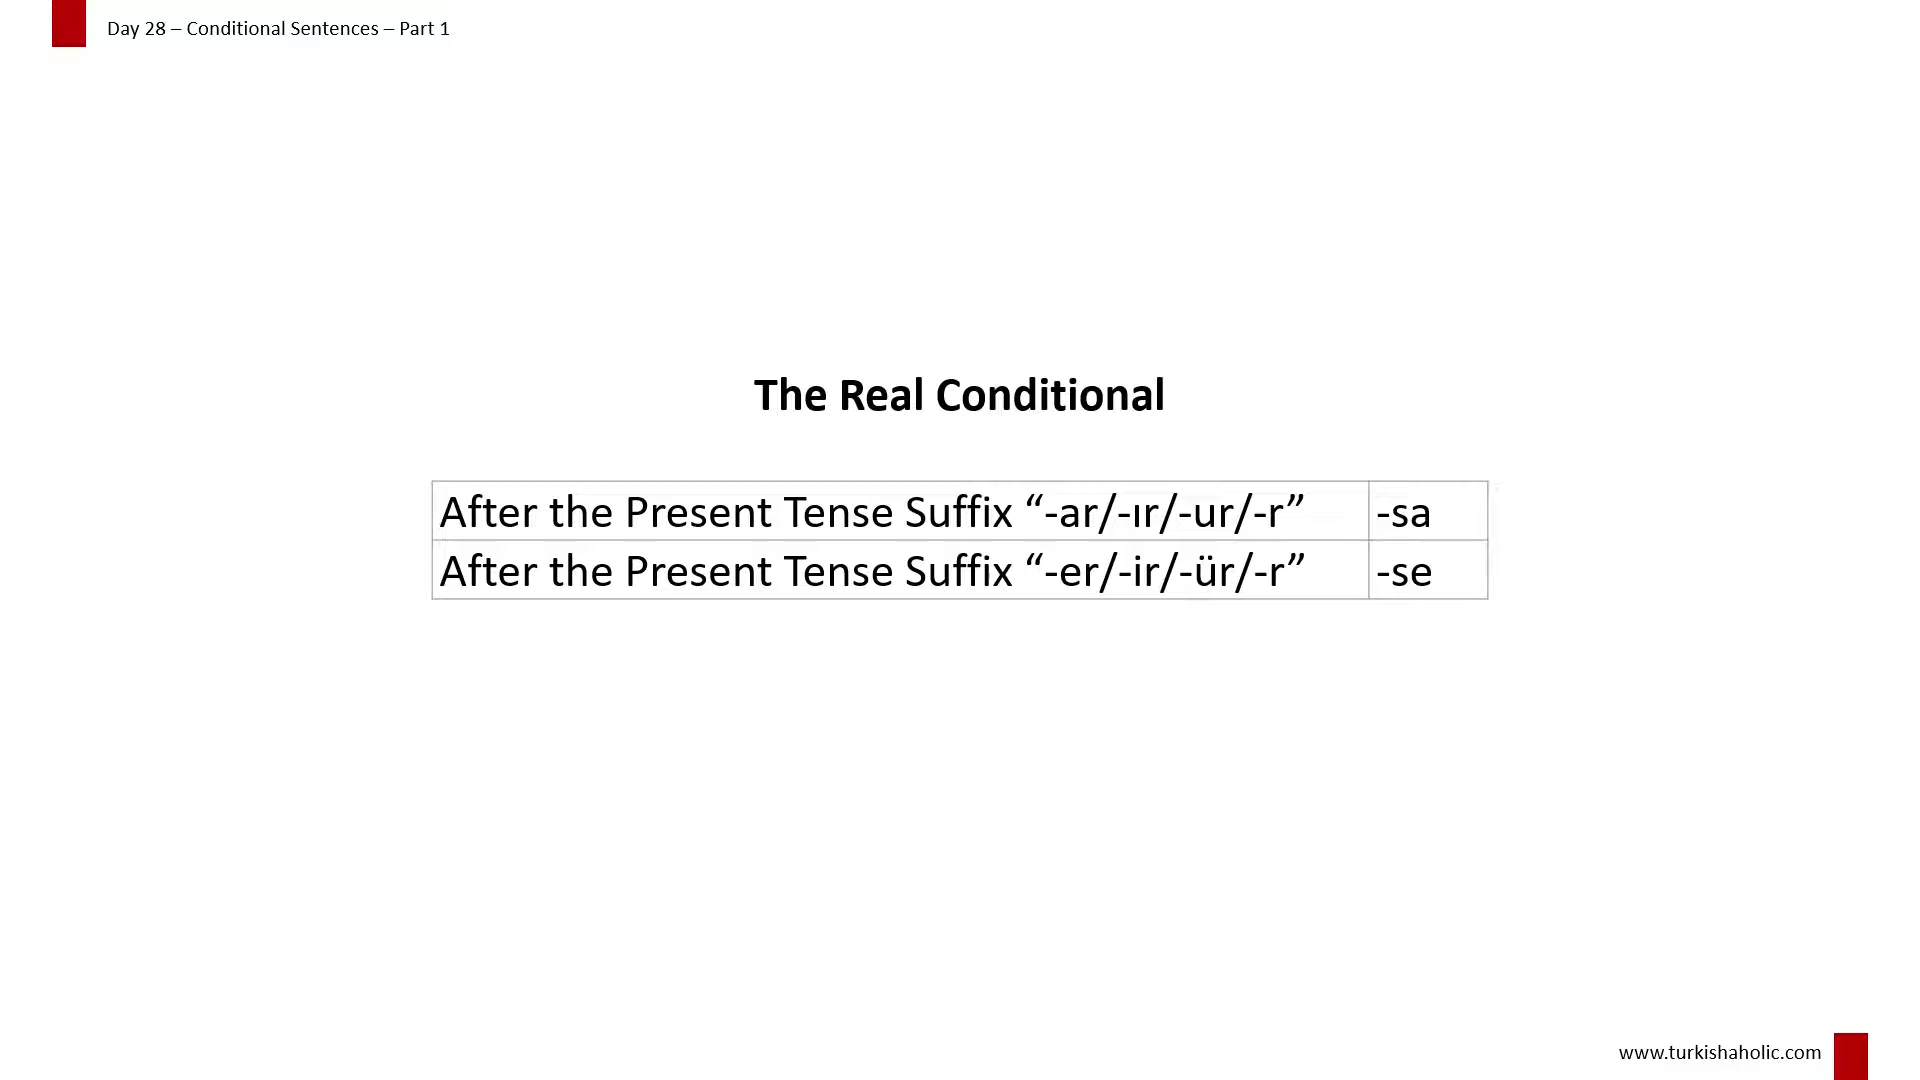 Day 28 – Conditional Sentences – Part 1
The Real Conditional
After the Present Tense Suffix “-ar/-ır/-ur/-r” -sa
After the Present Tense Suffix “-er/-ir/-ür/-r” -se
www.turkishaholic.com